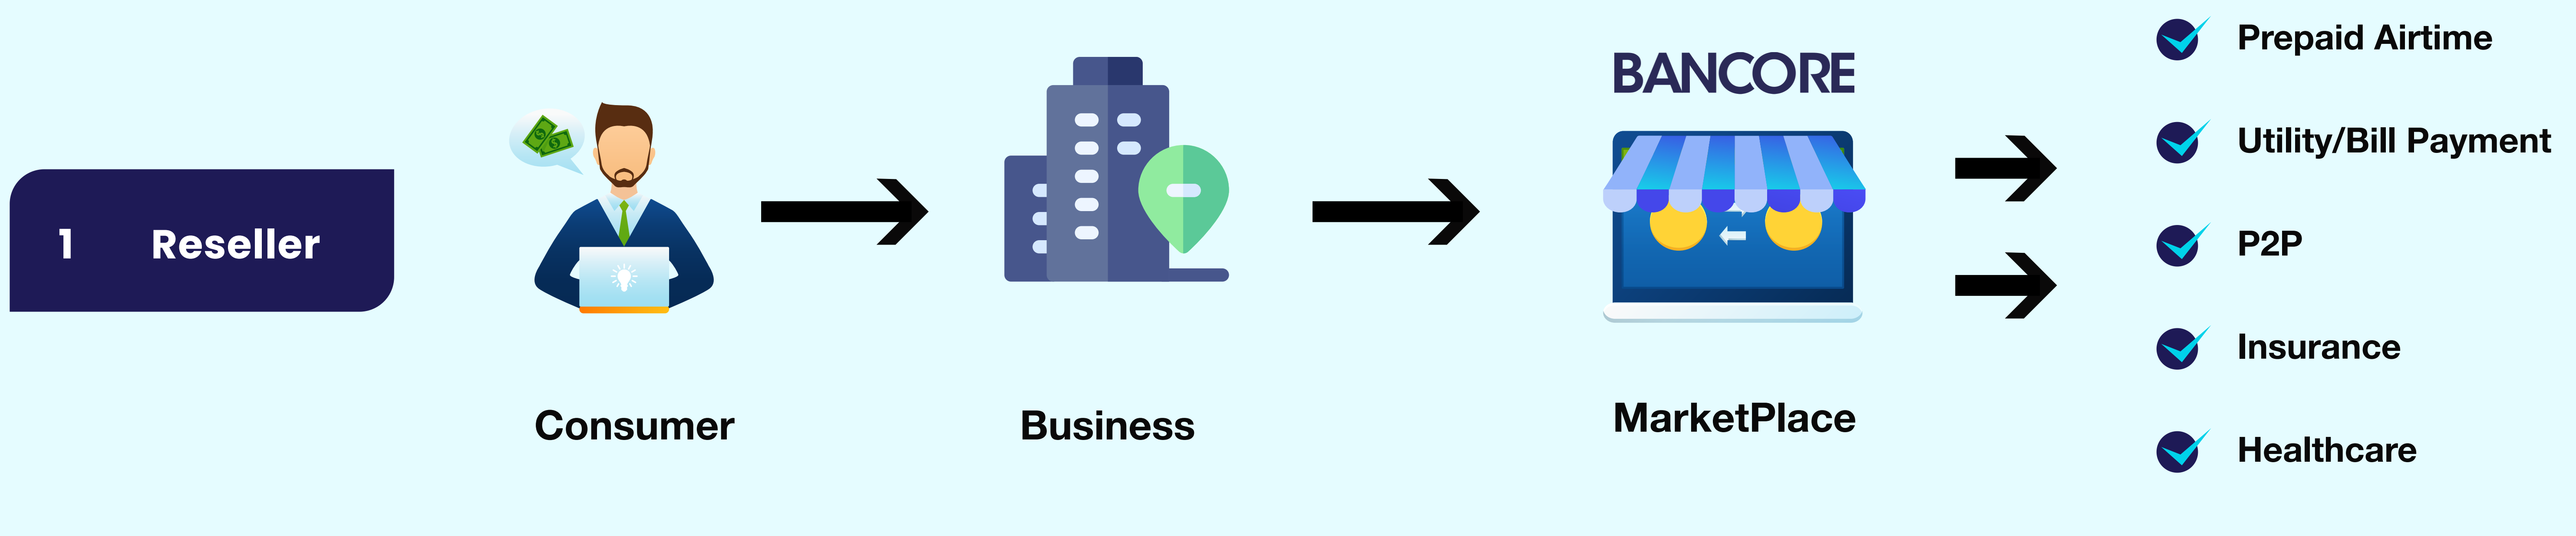 1 Reseller
Consumer
Business
BANCORE
MarketPlace
Prepaid Airtime
Utility/Bill Payment
P2P
Insurance
Healthcare